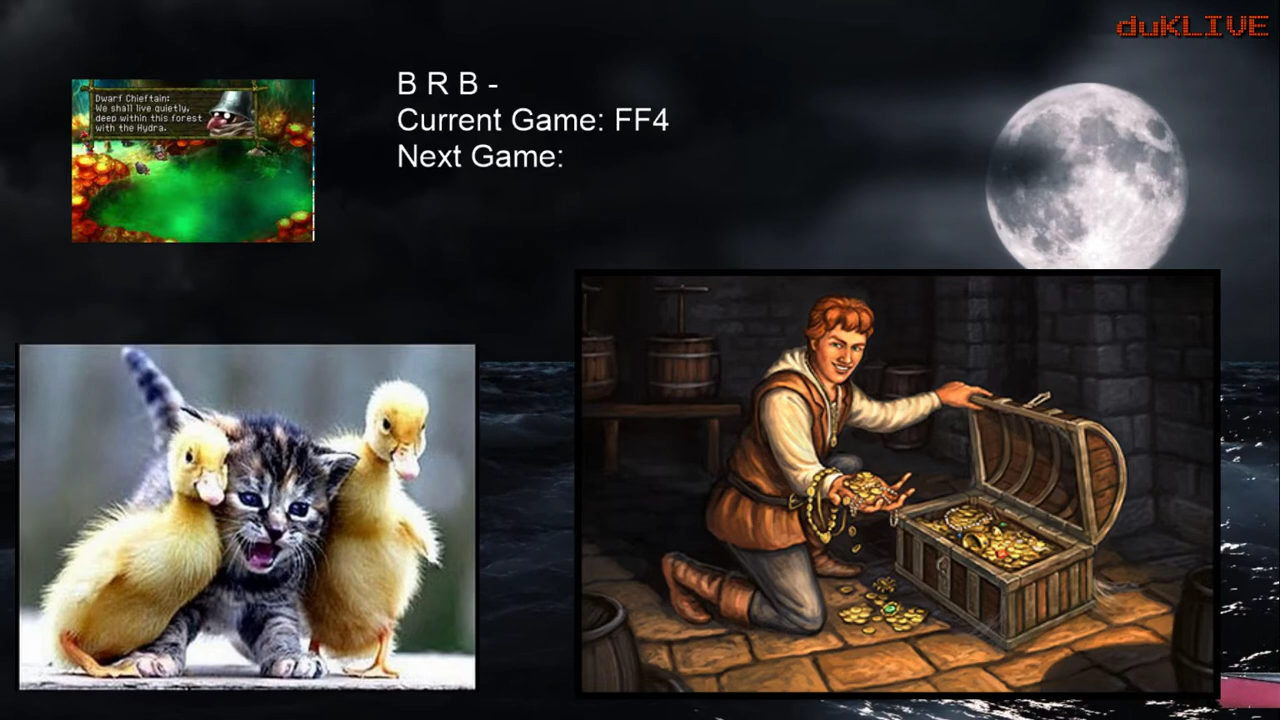 duKLIVE
B R B -
Current Game: FF4
Next Game:
Dwarf Chieftain:
We shall live quietly,
deep within this forest
with the Hydra.